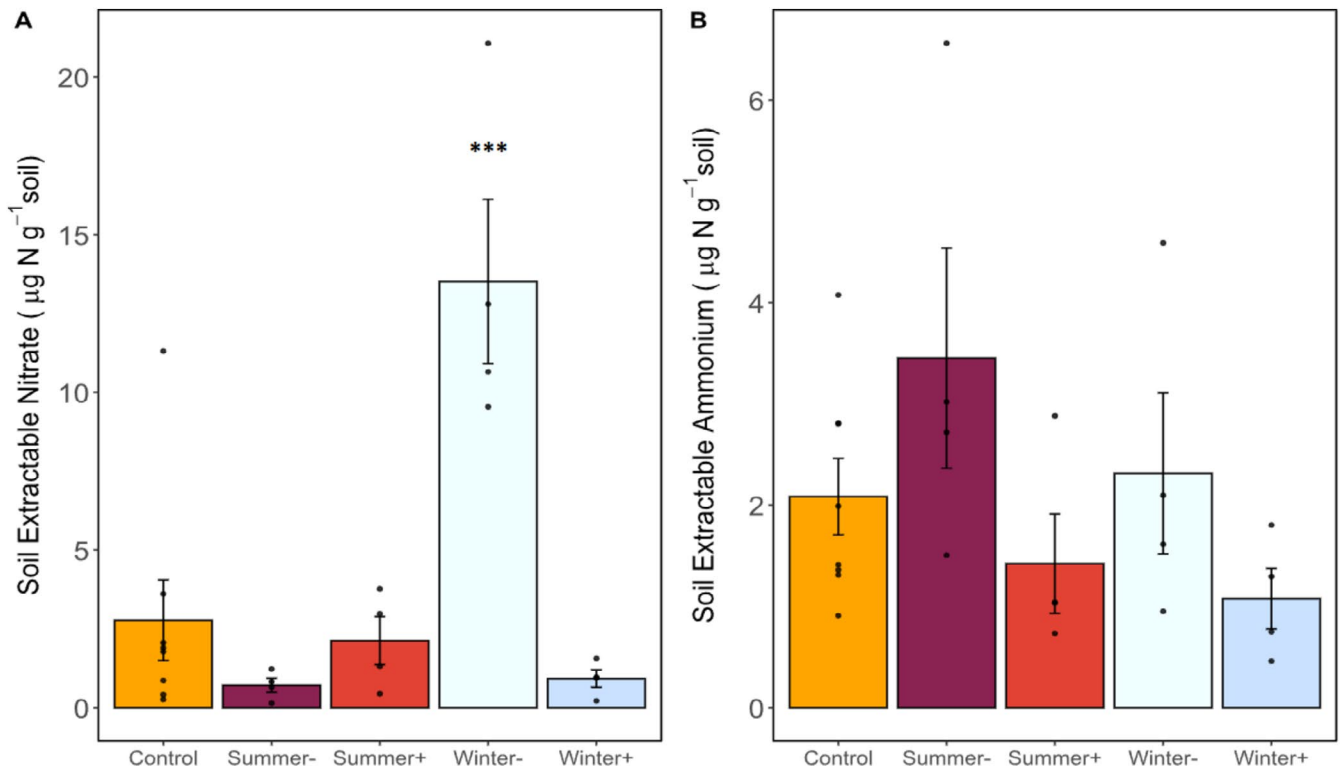 A
Soil Extractable Nitrate ( μg N g⁻¹soil)
20
15
10
5
0
***
Control Summer- Summer+ Winter- Winter+
B
Soil Extractable Ammonium ( μg N g⁻¹soil)
6
4
2
0
Control Summer- Summer+ Winter- Winter+